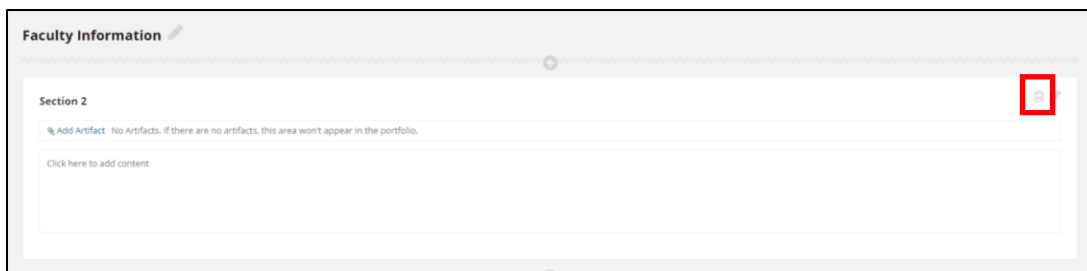 Faculty Information
Section 2
Add Artifact No Artifacts. If there are no artifacts, this area won't appear in the portfolio.
Click here to add content